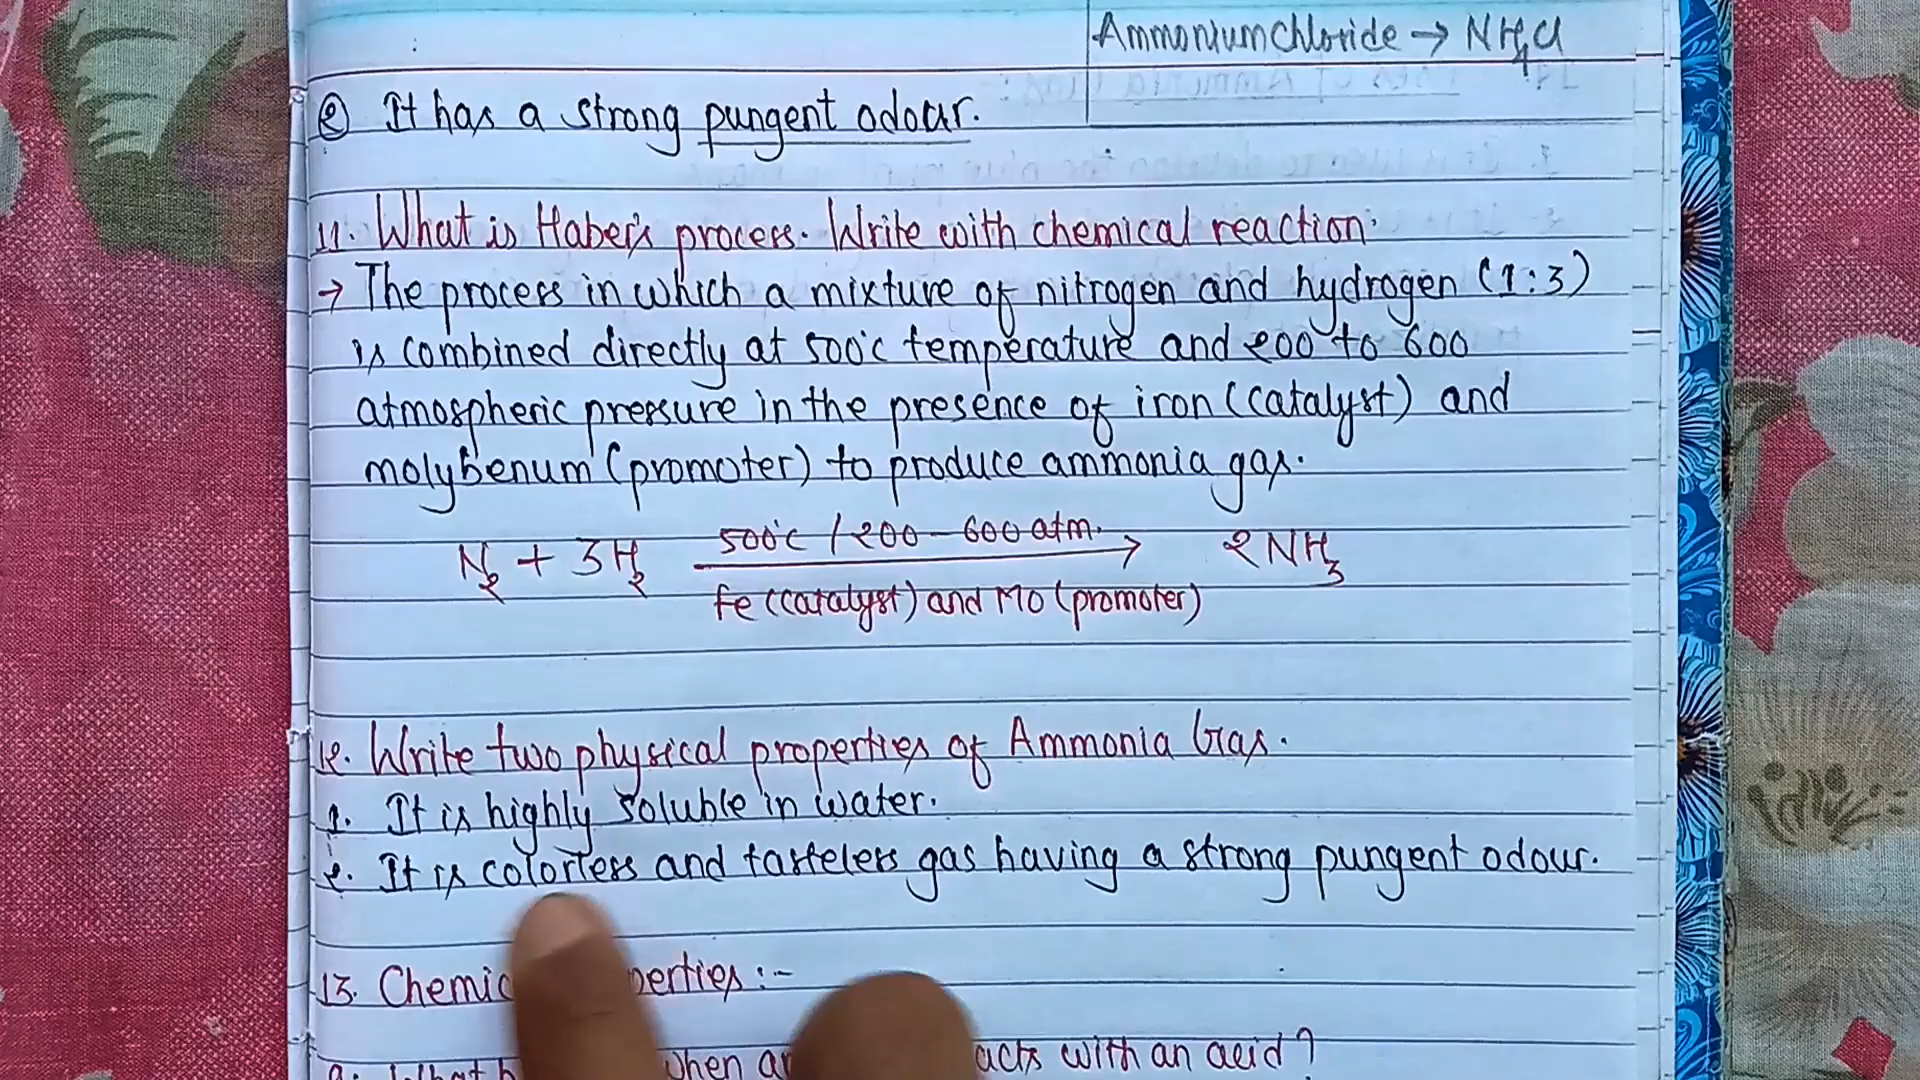 Ammonium Chloride → NH4Cl
② It has a strong pungent odour.
11. What is Haber's process. Write with chemical reaction.
→ The process in which a mixture of nitrogen and hydrogen (1:3)
is combined directly at 500°c temperature and 200 to 600
atmospheric pressure in the presence of iron (catalyst) and
molybenum (promoter) to produce ammonia gas.
500°c / 200 – 600 atm.
N2 + 3H2 → 2NH3
Fe (catalyst) and Mo (promoter)
12. Write two physical properties of Ammonia Gas.
1. It is highly soluble in water.
2. It is colorless and tasteless gas having a strong pungent odour.
13. Chemic perties :-
a. What h when a acts with an acid?